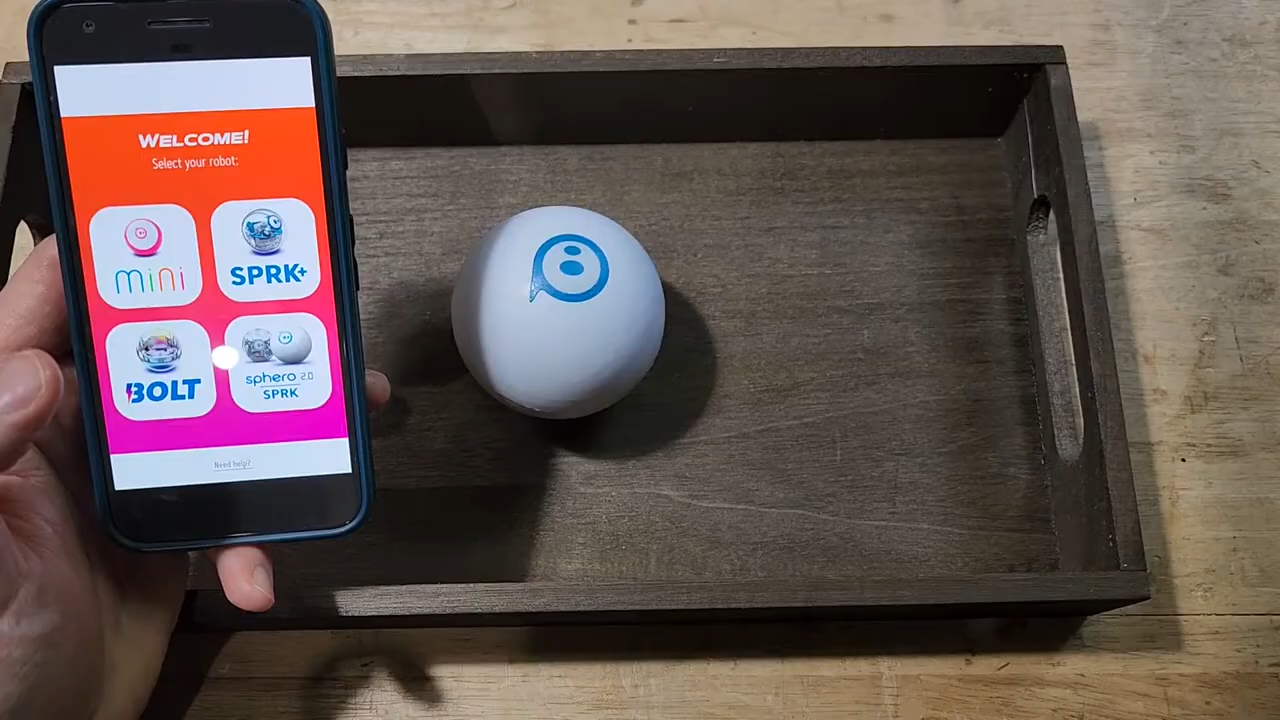 WELCOME!
Select your robot:
mini
SPRK+
BOLT
sphero 2.0
SPRK
Need help?